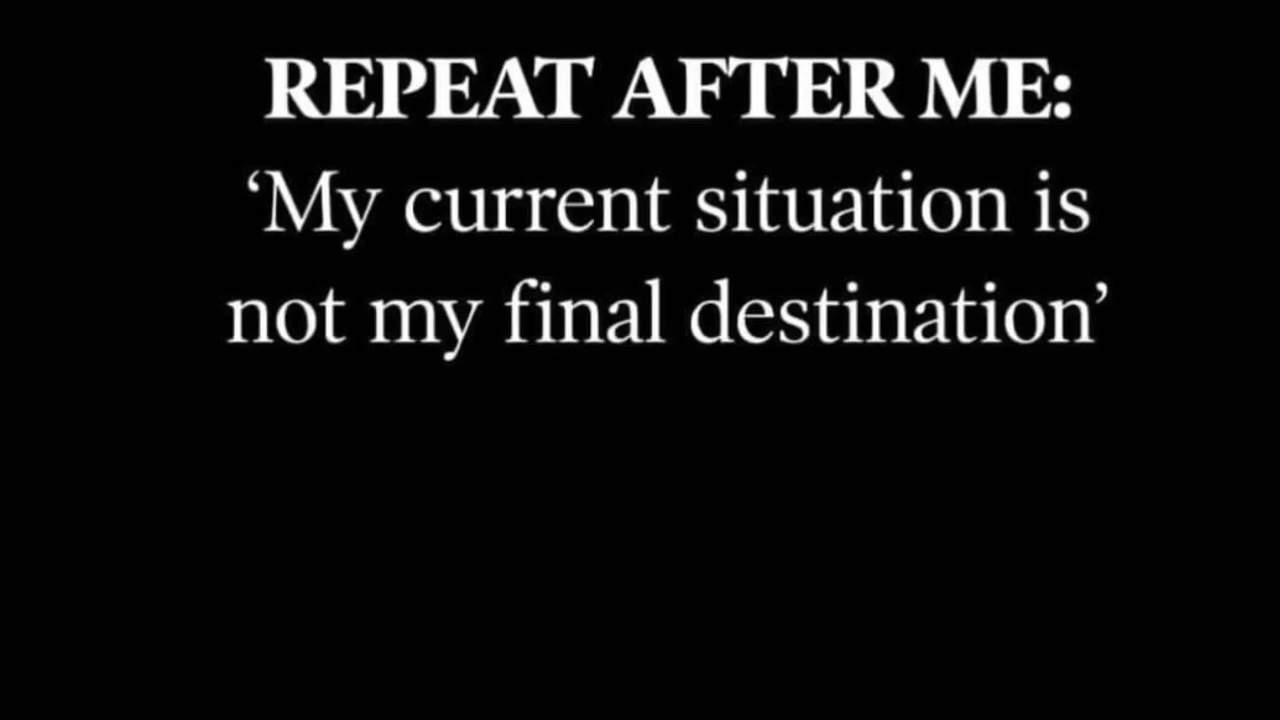 REPEAT AFTER ME:
‘My current situation is
not my final destination’